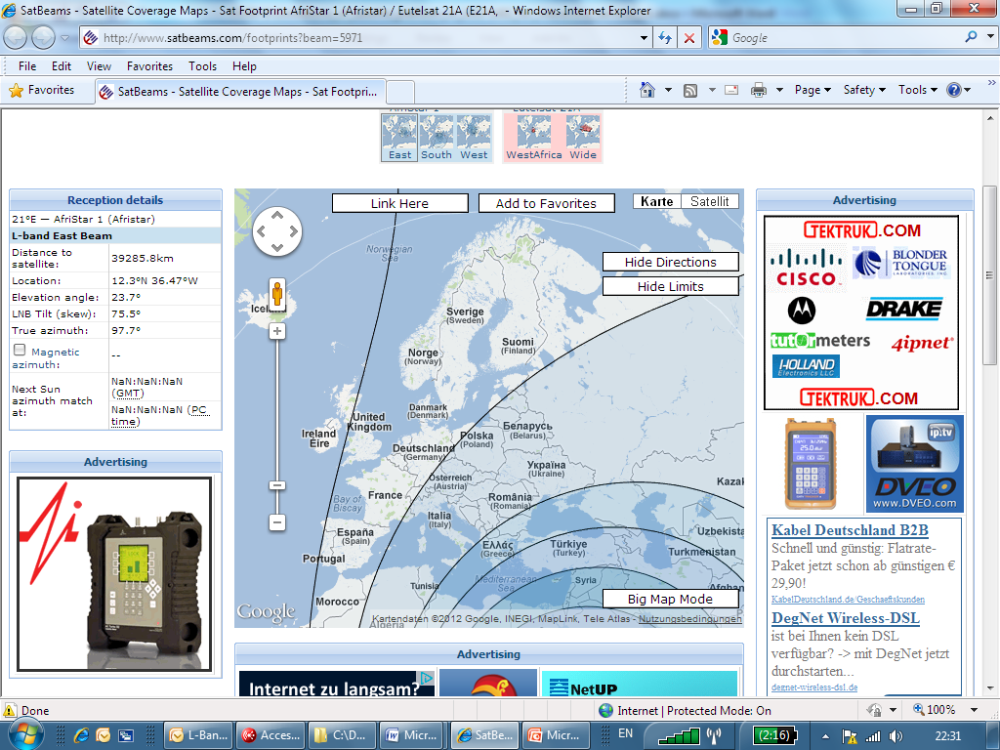 SatBeams - Satellite Coverage Maps - Sat Footprint AfriStar 1 (Afristar) / Eutelsat 21A (E21A, - Windows Internet Explorer
http://www.satbeams.com/footprints?beam=5971
Google
File Edit View Favorites Tools Help
Favorites
SatBeams - Satellite Coverage Maps - Sat Footpri...
Page Safety Tools
East South West WestAfrica Wide
Reception details
21°E — AfriStar 1 (Afristar)
L-band East Beam
Distance to satellite: 39285.8km
Location: 12.3°N 36.47°W
Elevation angle: 23.7°
LNB Tilt (skew): 75.5°
True azimuth: 97.7°
Magnetic azimuth: --
Next Sun azimuth match at:
NaN:NaN:NaN (GMT)
NaN:NaN:NaN (PC time)
Advertising
Link Here
Add to Favorites
Karte Satellit
Hide Directions
Hide Limits
Norwegian Sea
Iceland
Sverige (Sweden)
Norge (Norway)
Suomi (Finland)
Danmark (Denmark)
United Kingdom
Ireland Éire
Беларусь (Belarus)
Polska (Poland)
Deutschland (Germany)
Україна (Ukraine)
Österreich (Austria)
France
România (Romania)
Kazak
Bay of Biscay
Italia (Italy)
España (Spain)
Portugal
Ελλάς (Greece)
Türkiye (Turkey)
Uzbekista
Turkmenistan
Tunisia
Mediterranean Sea
Syria
Afghan
Morocco
Algeria
Big Map Mode
Google
Kartendaten ©2012 Google, INEGI, MapLink, Tele Atlas - Nutzungsbedingungen
Advertising
Internet zu langsam?
NetUP
Advertising
TEKTRUK.COM
CISCO
BLONDER TONGUE
LABORATORIES, INC.
DRAKE
tutormeters
4ipnet
HOLLAND
Electronics LLC
TEKTRUK.COM
ip.tv
DVEO
www.DVEO.com
Kabel Deutschland B2B
Schnell und günstig: Flatrate-
Paket jetzt schon ab günstigen €
29,90!
KabelDeutschland.de/Geschaeftskunden
DegNet Wireless-DSL
ist bei Ihnen kein DSL
verfügbar? -> mit DegNet jetzt
durchstarten...
degnet-wireless-dsl.de
Done
Internet | Protected Mode: On
100%
L-Ban...
Acces...
C:\D...
Micr...
SatBe...
Micr...
EN
(2:16)
22:31